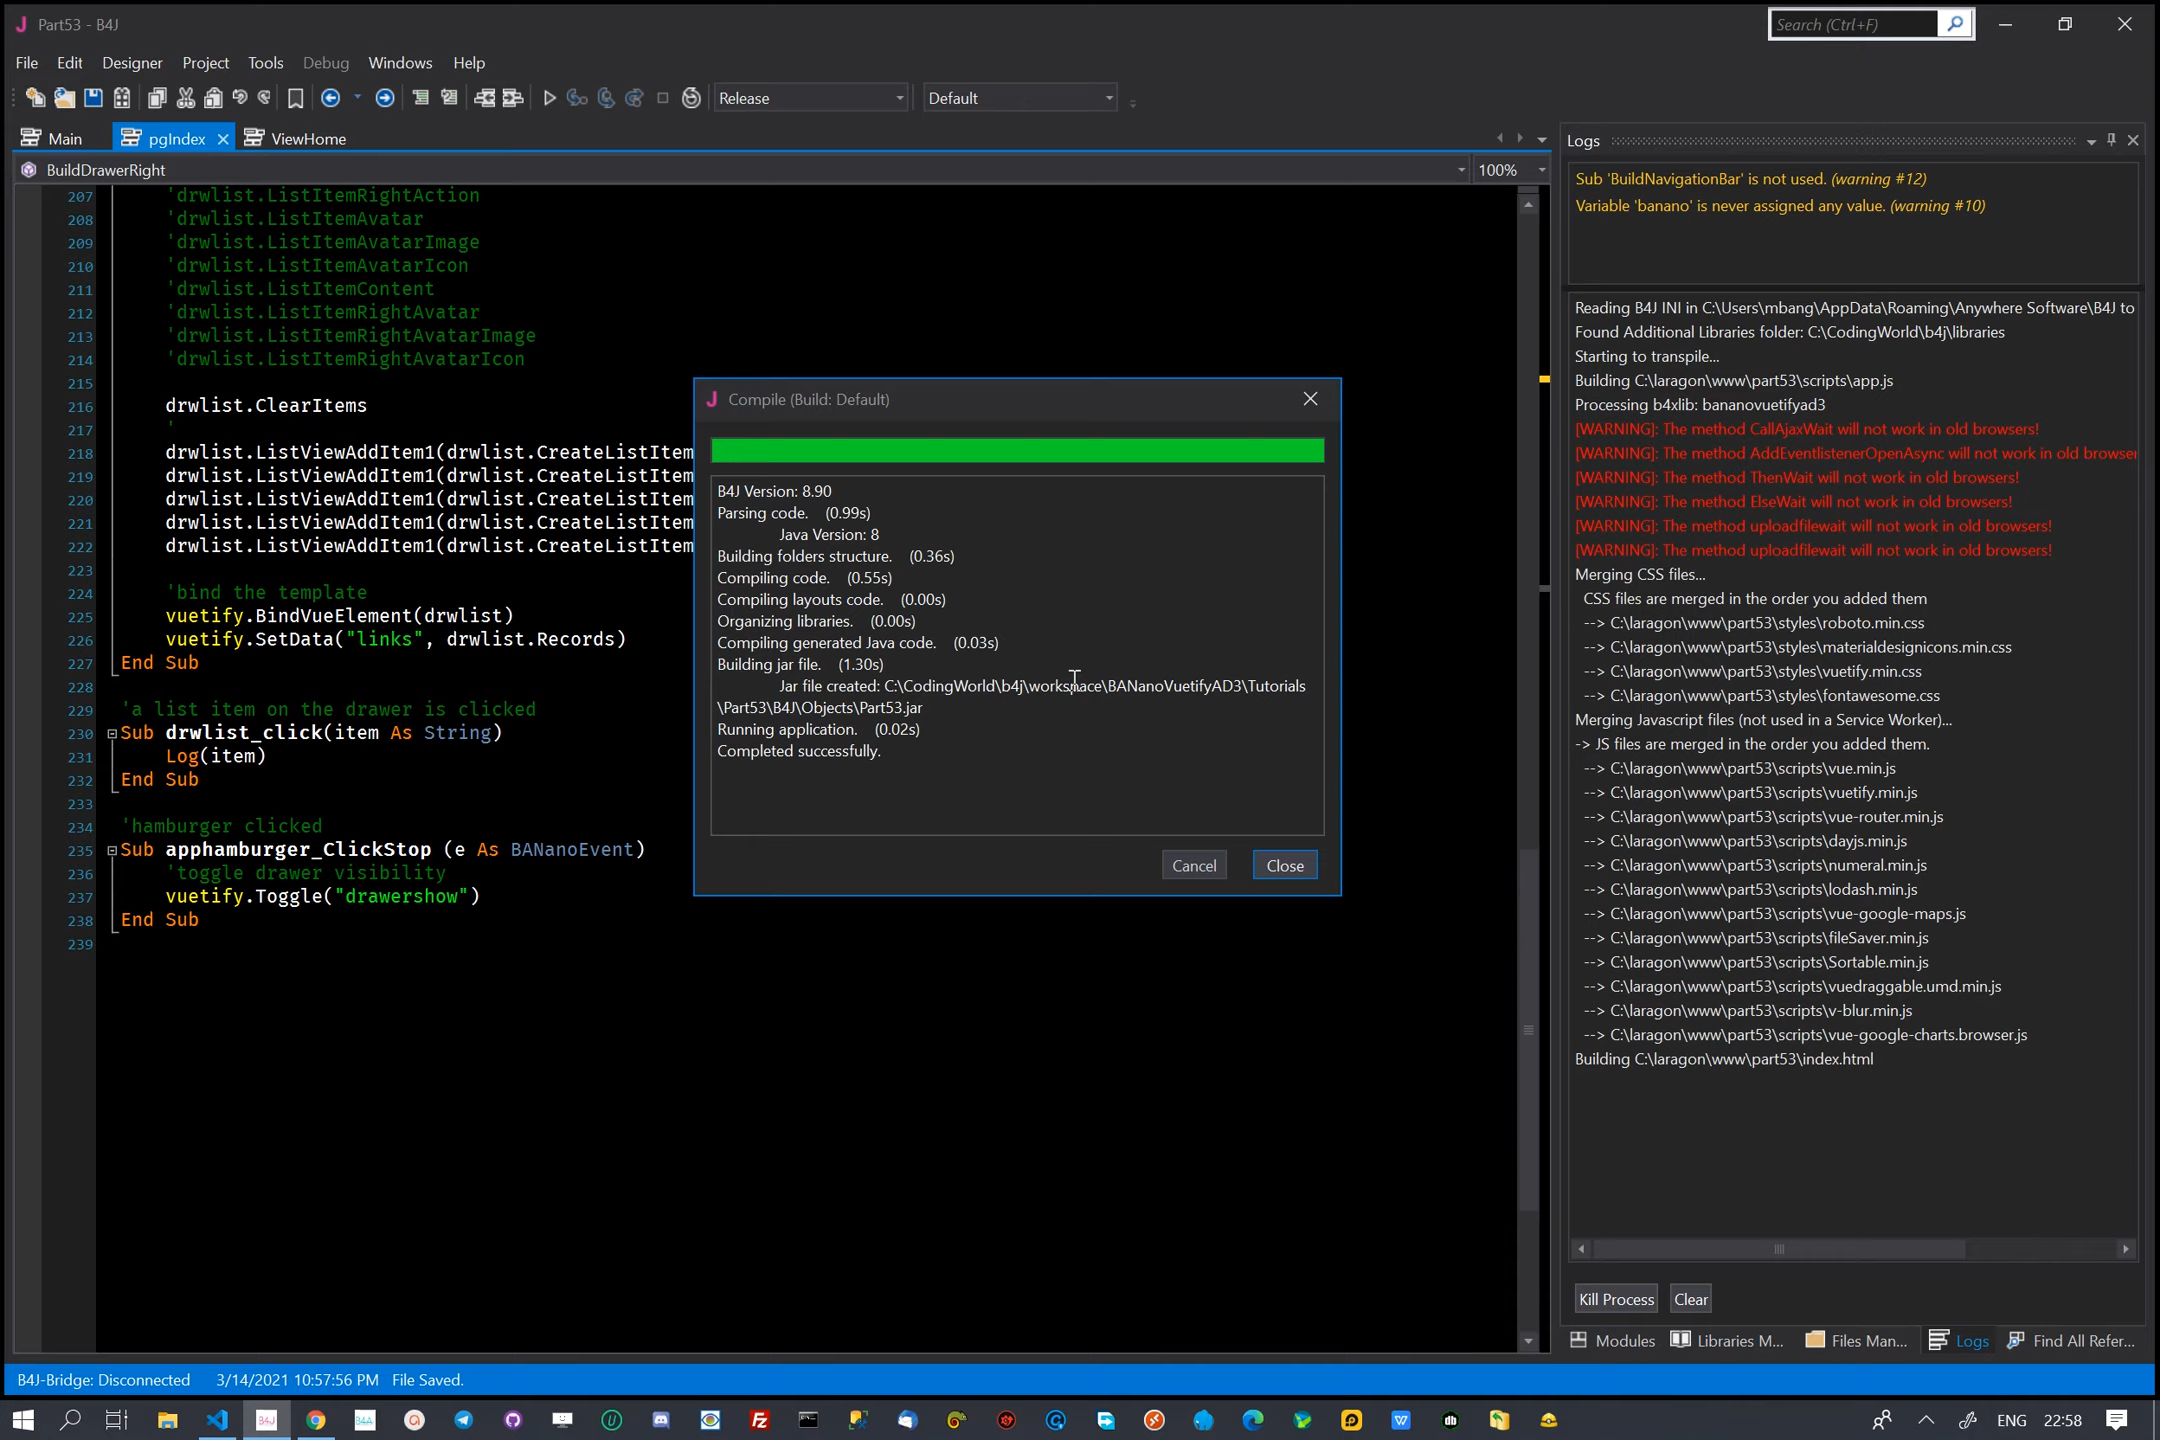 Part53 - B4J
Search (Ctrl+F)
File Edit Designer Project Tools Debug Windows Help
Release Default
Main pgIndex ViewHome
BuildDrawerRight 100%
207 'drwlist.ListItemRightAction
208 'drwlist.ListItemAvatar
209 'drwlist.ListItemAvatarImage
210 'drwlist.ListItemAvatarIcon
211 'drwlist.ListItemContent
212 'drwlist.ListItemRightAvatar
213 'drwlist.ListItemRightAvatarImage
214 'drwlist.ListItemRightAvatarIcon
215
216 drwlist.ClearItems
217 '
218 drwlist.ListViewAddItem1(drwlist.CreateListItem
219 drwlist.ListViewAddItem1(drwlist.CreateListItem
220 drwlist.ListViewAddItem1(drwlist.CreateListItem
221 drwlist.ListViewAddItem1(drwlist.CreateListItem
222 drwlist.ListViewAddItem1(drwlist.CreateListItem
223
224 'bind the template
225 vuetify.BindVueElement(drwlist)
226 vuetify.SetData("links", drwlist.Records)
227 End Sub
228
229 'a list item on the drawer is clicked
230 Sub drwlist_click(item As String)
231 Log(item)
232 End Sub
233
234 'hamburger clicked
235 Sub apphamburger_ClickStop (e As BANanoEvent)
236 'toggle drawer visibility
237 vuetify.Toggle("drawershow")
238 End Sub
239
Compile (Build: Default)
B4J Version: 8.90
Parsing code. (0.99s)
Java Version: 8
Building folders structure. (0.36s)
Compiling code. (0.55s)
Compiling layouts code. (0.00s)
Organizing libraries. (0.00s)
Compiling generated Java code. (0.03s)
Building jar file. (1.30s)
Jar file created: C:\CodingWorld\b4j\workspace\BANanoVuetifyAD3\Tutorials
\Part53\B4J\Objects\Part53.jar
Running application. (0.02s)
Completed successfully.
Cancel Close
Logs
Sub 'BuildNavigationBar' is not used. (warning #12)
Variable 'banano' is never assigned any value. (warning #10)
Reading B4J INI in C:\Users\mbang\AppData\Roaming\Anywhere Software\B4J to
Found Additional Libraries folder: C:\CodingWorld\b4j\libraries
Starting to transpile...
Building C:\laragon\www\part53\scripts\app.js
Processing b4xlib: bananovuetifyad3
[WARNING]: The method CallAjaxWait will not work in old browsers!
[WARNING]: The method AddEventlistenerOpenAsync will not work in old browser
[WARNING]: The method ThenWait will not work in old browsers!
[WARNING]: The method ElseWait will not work in old browsers!
[WARNING]: The method uploadfilewait will not work in old browsers!
[WARNING]: The method uploadfilewait will not work in old browsers!
Merging CSS files...
CSS files are merged in the order you added them
--> C:\laragon\www\part53\styles\roboto.min.css
--> C:\laragon\www\part53\styles\materialdesignicons.min.css
--> C:\laragon\www\part53\styles\vuetify.min.css
--> C:\laragon\www\part53\styles\fontawesome.css
Merging Javascript files (not used in a Service Worker)...
-> JS files are merged in the order you added them.
--> C:\laragon\www\part53\scripts\vue.min.js
--> C:\laragon\www\part53\scripts\vuetify.min.js
--> C:\laragon\www\part53\scripts\vue-router.min.js
--> C:\laragon\www\part53\scripts\dayjs.min.js
--> C:\laragon\www\part53\scripts\numeral.min.js
--> C:\laragon\www\part53\scripts\lodash.min.js
--> C:\laragon\www\part53\scripts\vue-google-maps.js
--> C:\laragon\www\part53\scripts\fileSaver.min.js
--> C:\laragon\www\part53\scripts\Sortable.min.js
--> C:\laragon\www\part53\scripts\vuedraggable.umd.min.js
--> C:\laragon\www\part53\scripts\v-blur.min.js
--> C:\laragon\www\part53\scripts\vue-google-charts.browser.js
Building C:\laragon\www\part53\index.html
Kill Process Clear
Modules Libraries M... Files Man... Logs Find All Refer...
B4J-Bridge: Disconnected 3/14/2021 10:57:56 PM File Saved.
B4J B4A ENG 22:58